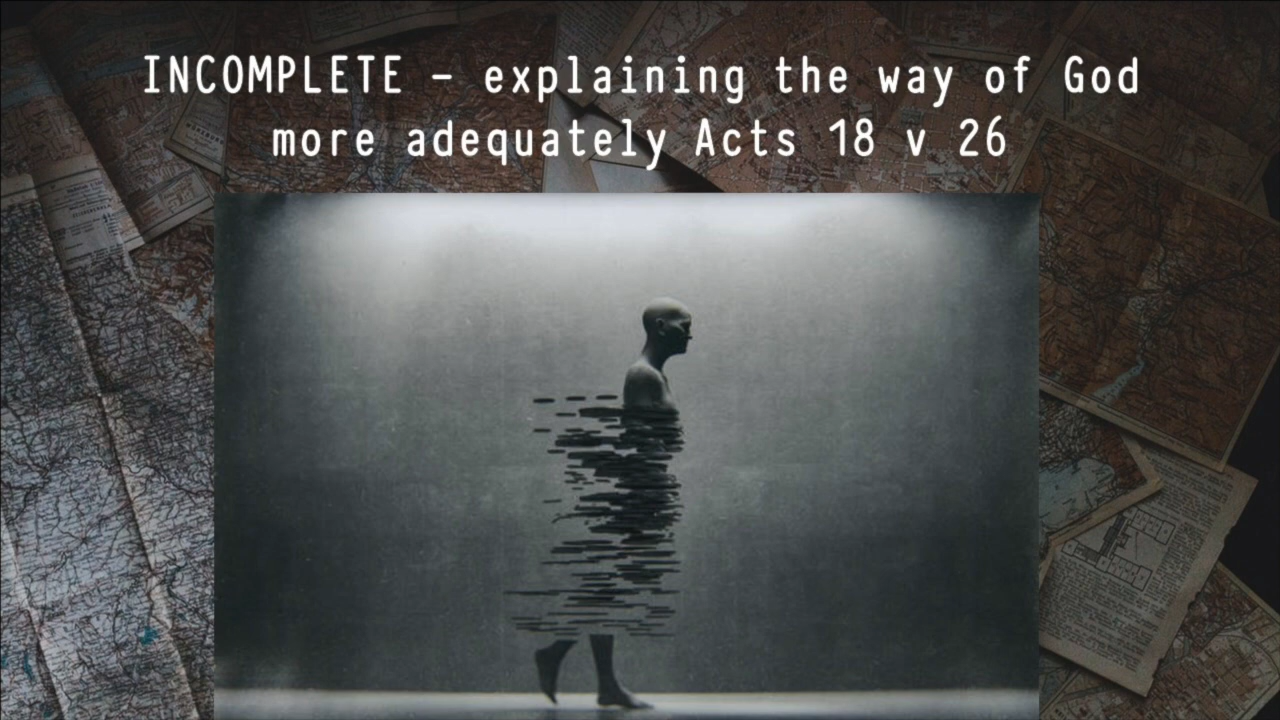 INCOMPLETE – explaining the way of God
more adequately Acts 18 v 26